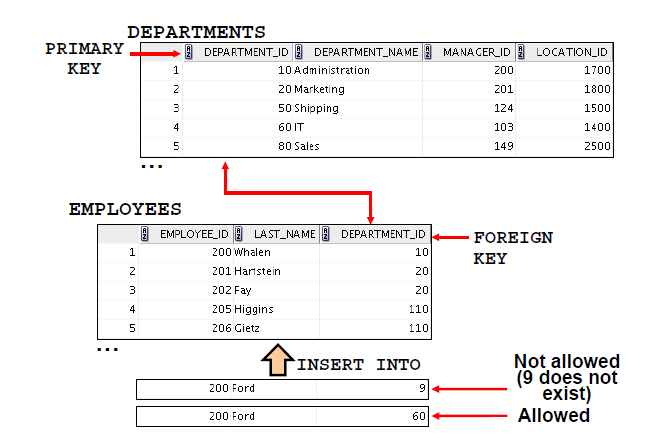 DEPARTMENTS
PRIMARY
KEY
DEPARTMENT_ID DEPARTMENT_NAME MANAGER_ID LOCATION_ID
1 10 Administration 200 1700
2 20 Marketing 201 1800
3 50 Shipping 124 1500
4 60 IT 103 1400
5 80 Sales 149 2500
...
EMPLOYEES
EMPLOYEE_ID LAST_NAME DEPARTMENT_ID
1 200 Whalen 10
2 201 Hartstein 20
3 202 Fay 20
4 205 Higgins 110
5 206 Gietz 110
...
FOREIGN
KEY
INSERT INTO
200 Ford 9
Not allowed
(9 does not
exist)
200 Ford 60
Allowed